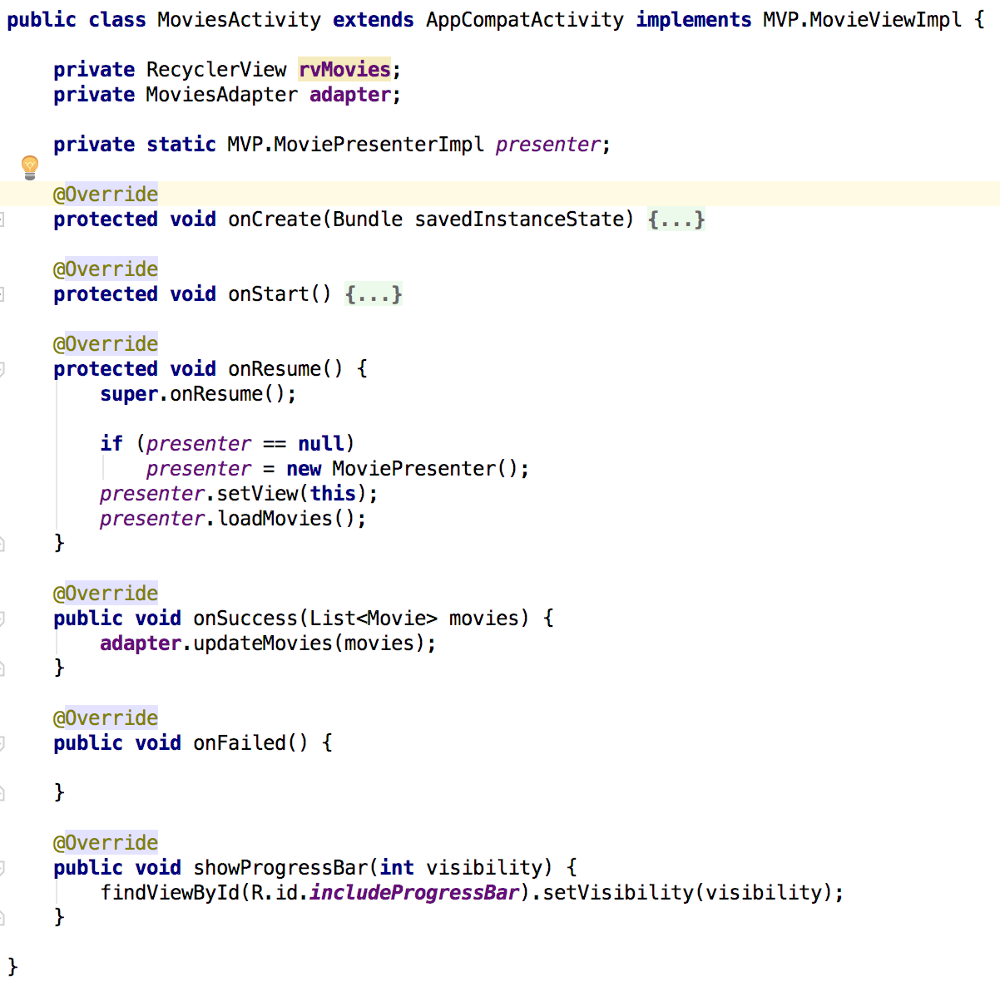 public class MoviesActivity extends AppCompatActivity implements MVP.MovieViewImpl {
private RecyclerView rvMovies;
private MoviesAdapter adapter;
private static MVP.MoviePresenterImpl presenter;
@Override
protected void onCreate(Bundle savedInstanceState) {...}
@Override
protected void onStart() {...}
@Override
protected void onResume() {
super.onResume();
if (presenter == null)
presenter = new MoviePresenter();
presenter.setView(this);
presenter.loadMovies();
}
@Override
public void onSuccess(List<Movie> movies) {
adapter.updateMovies(movies);
}
@Override
public void onFailed() {
}
@Override
public void showProgressBar(int visibility) {
findViewById(R.id.includeProgressBar).setVisibility(visibility);
}
}